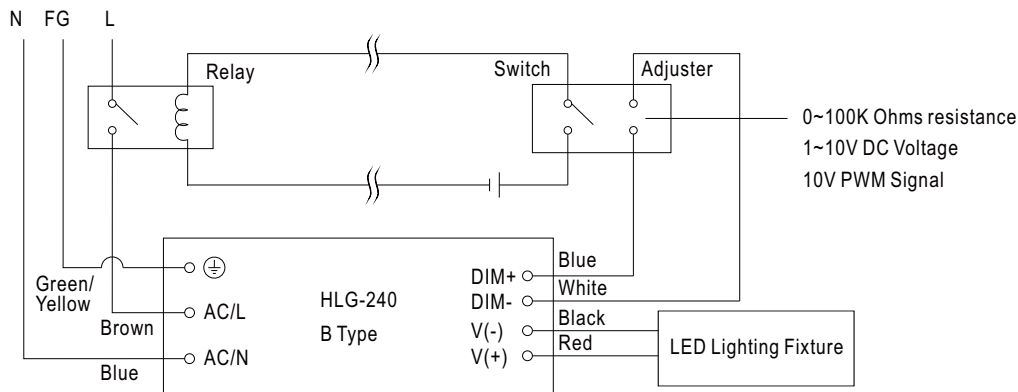 N FG L
Relay
Switch
Adjuster
0~100K Ohms resistance
1~10V DC Voltage
10V PWM Signal
Green/
Yellow
Brown
Blue
AC/L
AC/N
HLG-240
B Type
DIM+
DIM-
V(-)
V(+)
Blue
White
Black
Red
LED Lighting Fixture